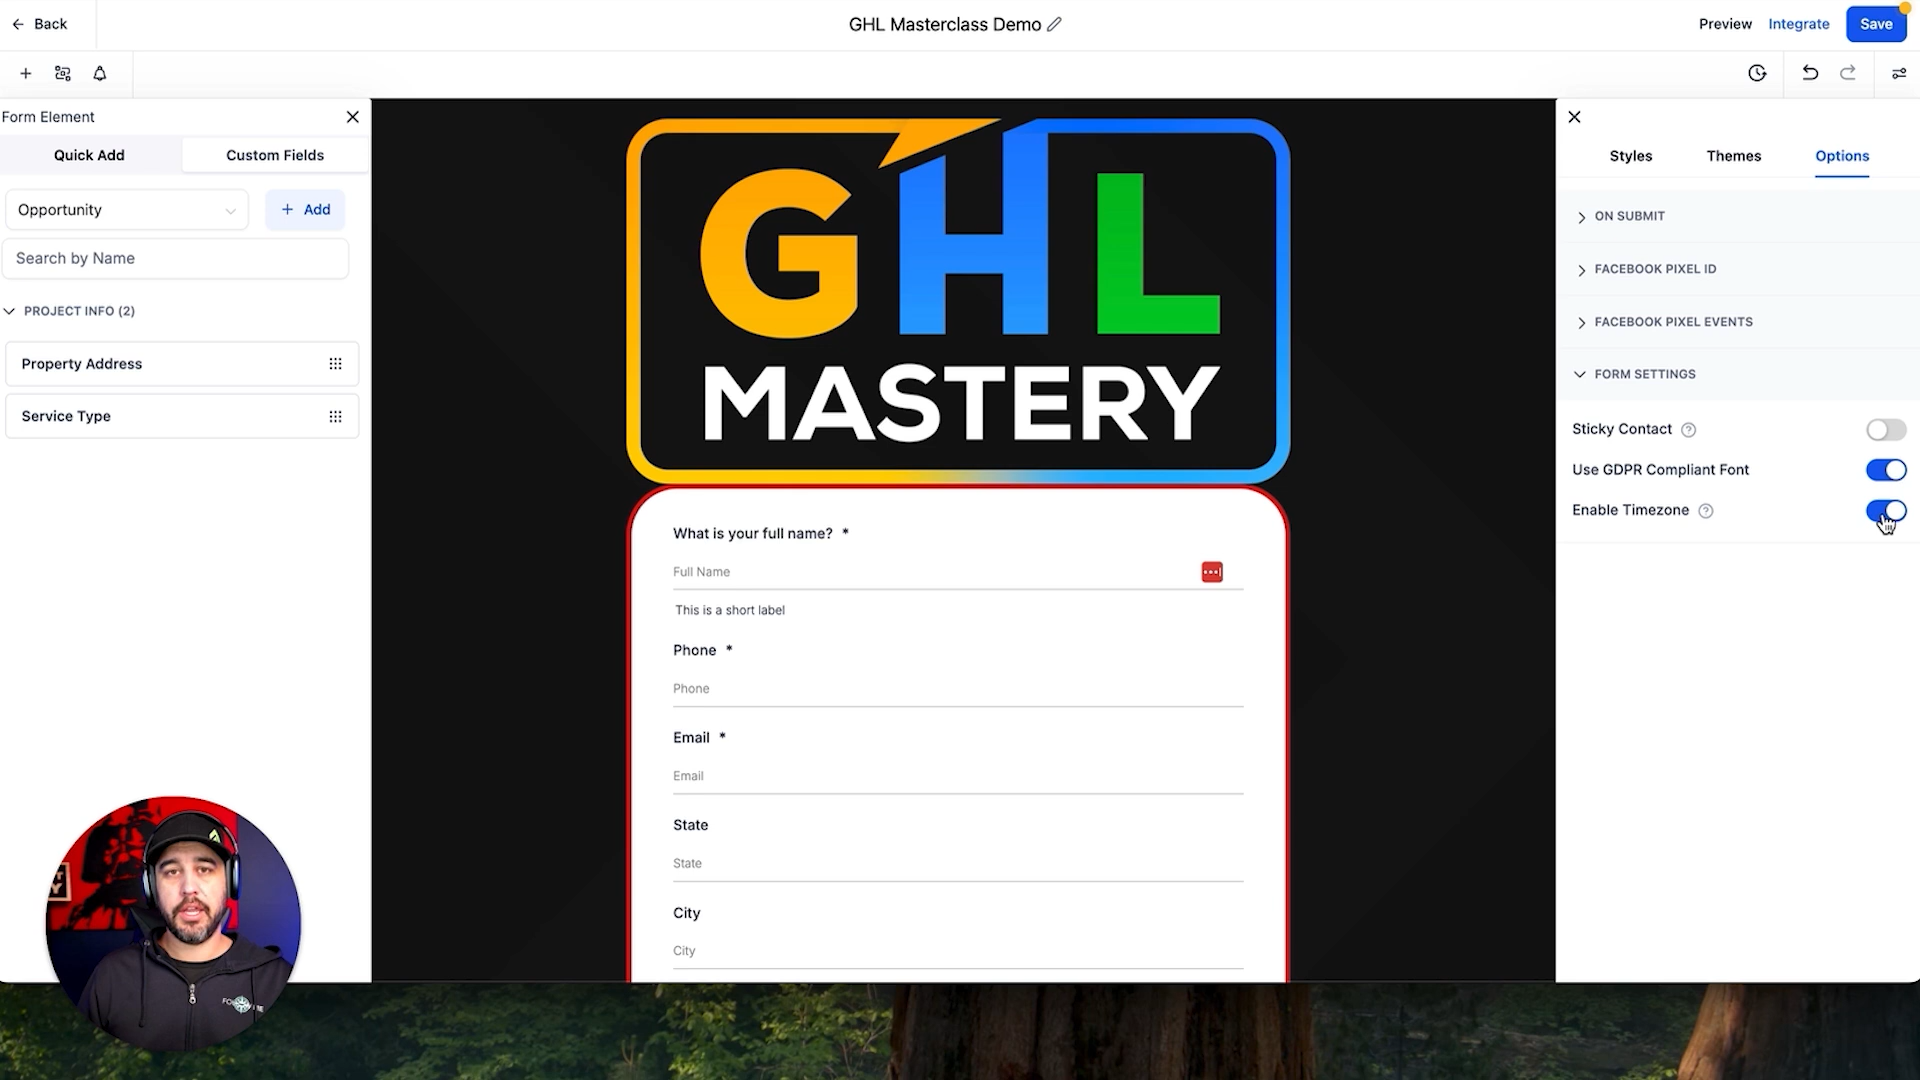 Back
GHL Masterclass Demo
Preview
Integrate
Save
Form Element
Quick Add
Custom Fields
Opportunity
+ Add
Search by Name
PROJECT INFO (2)
Property Address
Service Type
GHL
MASTERY
What is your full name? *
Full Name
This is a short label
Phone *
Phone
Email *
Email
State
State
City
City
Styles
Themes
Options
ON SUBMIT
FACEBOOK PIXEL ID
FACEBOOK PIXEL EVENTS
FORM SETTINGS
Sticky Contact
Use GDPR Compliant Font
Enable Timezone